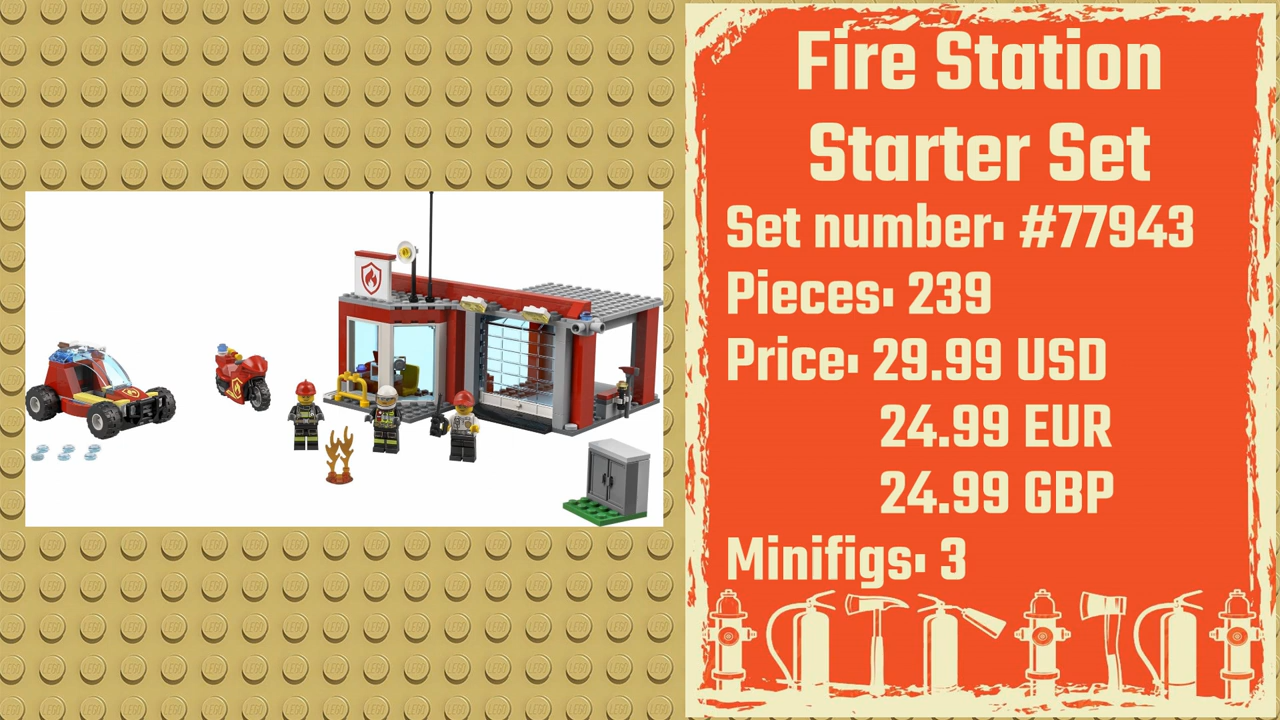 Fire Station
Starter Set
Set number: #77943
Pieces: 239
Price: 29.99 USD
24.99 EUR
24.99 GBP
Minifigs: 3